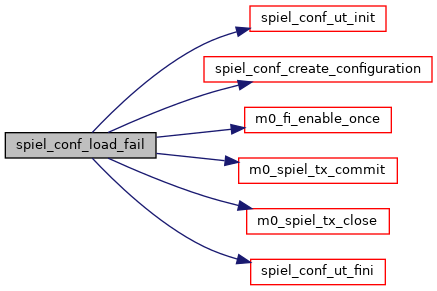 spiel_conf_ut_init
spiel_conf_create_configuration
m0_fi_enable_once
spiel_conf_load_fail
m0_spiel_tx_commit
m0_spiel_tx_close
spiel_conf_ut_fini